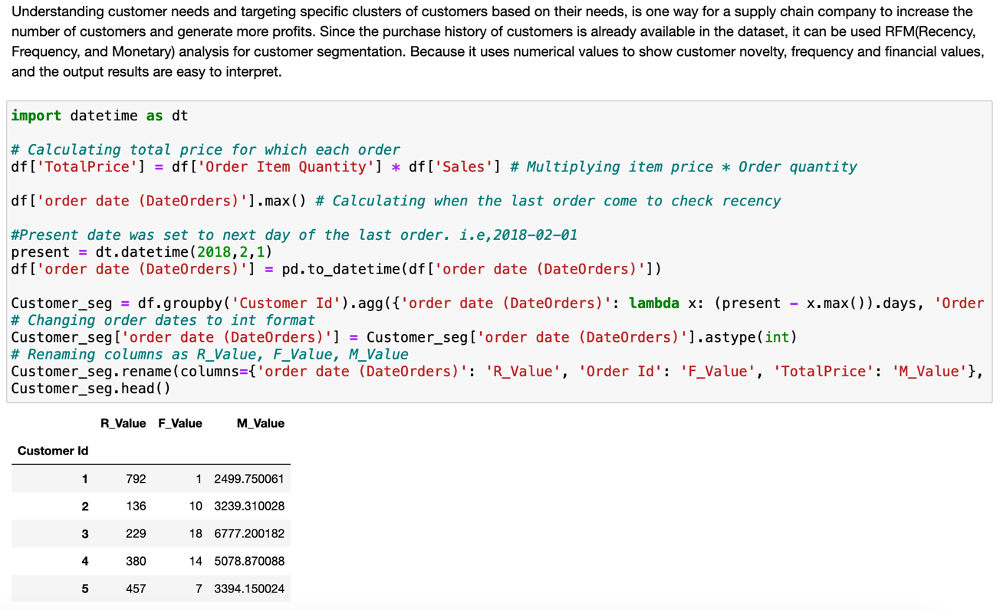 Understanding customer needs and targeting specific clusters of customers based on their needs, is one way for a supply chain company to increase the
number of customers and generate more profits. Since the purchase history of customers is already available in the dataset, it can be used RFM(Recency,
Frequency, and Monetary) analysis for customer segmentation. Because it uses numerical values to show customer novelty, frequency and financial values,
and the output results are easy to interpret.
import datetime as dt
# Calculating total price for which each order
df['TotalPrice'] = df['Order Item Quantity'] * df['Sales'] # Multiplying item price * Order quantity
df['order date (DateOrders)'].max() # Calculating when the last order come to check recency
#Present date was set to next day of the last order. i.e,2018-02-01
present = dt.datetime(2018,2,1)
df['order date (DateOrders)'] = pd.to_datetime(df['order date (DateOrders)'])
Customer_seg = df.groupby('Customer Id').agg({'order date (DateOrders)': lambda x: (present - x.max()).days, 'Order
# Changing order dates to int format
Customer_seg['order date (DateOrders)'] = Customer_seg['order date (DateOrders)'].astype(int)
# Renaming columns as R_Value, F_Value, M_Value
Customer_seg.rename(columns={'order date (DateOrders)': 'R_Value', 'Order Id': 'F_Value', 'TotalPrice': 'M_Value'},
Customer_seg.head()
R_Value F_Value M_Value
Customer Id
1 792 1 2499.750061
2 136 10 3239.310028
3 229 18 6777.200182
4 380 14 5078.870088
5 457 7 3394.150024